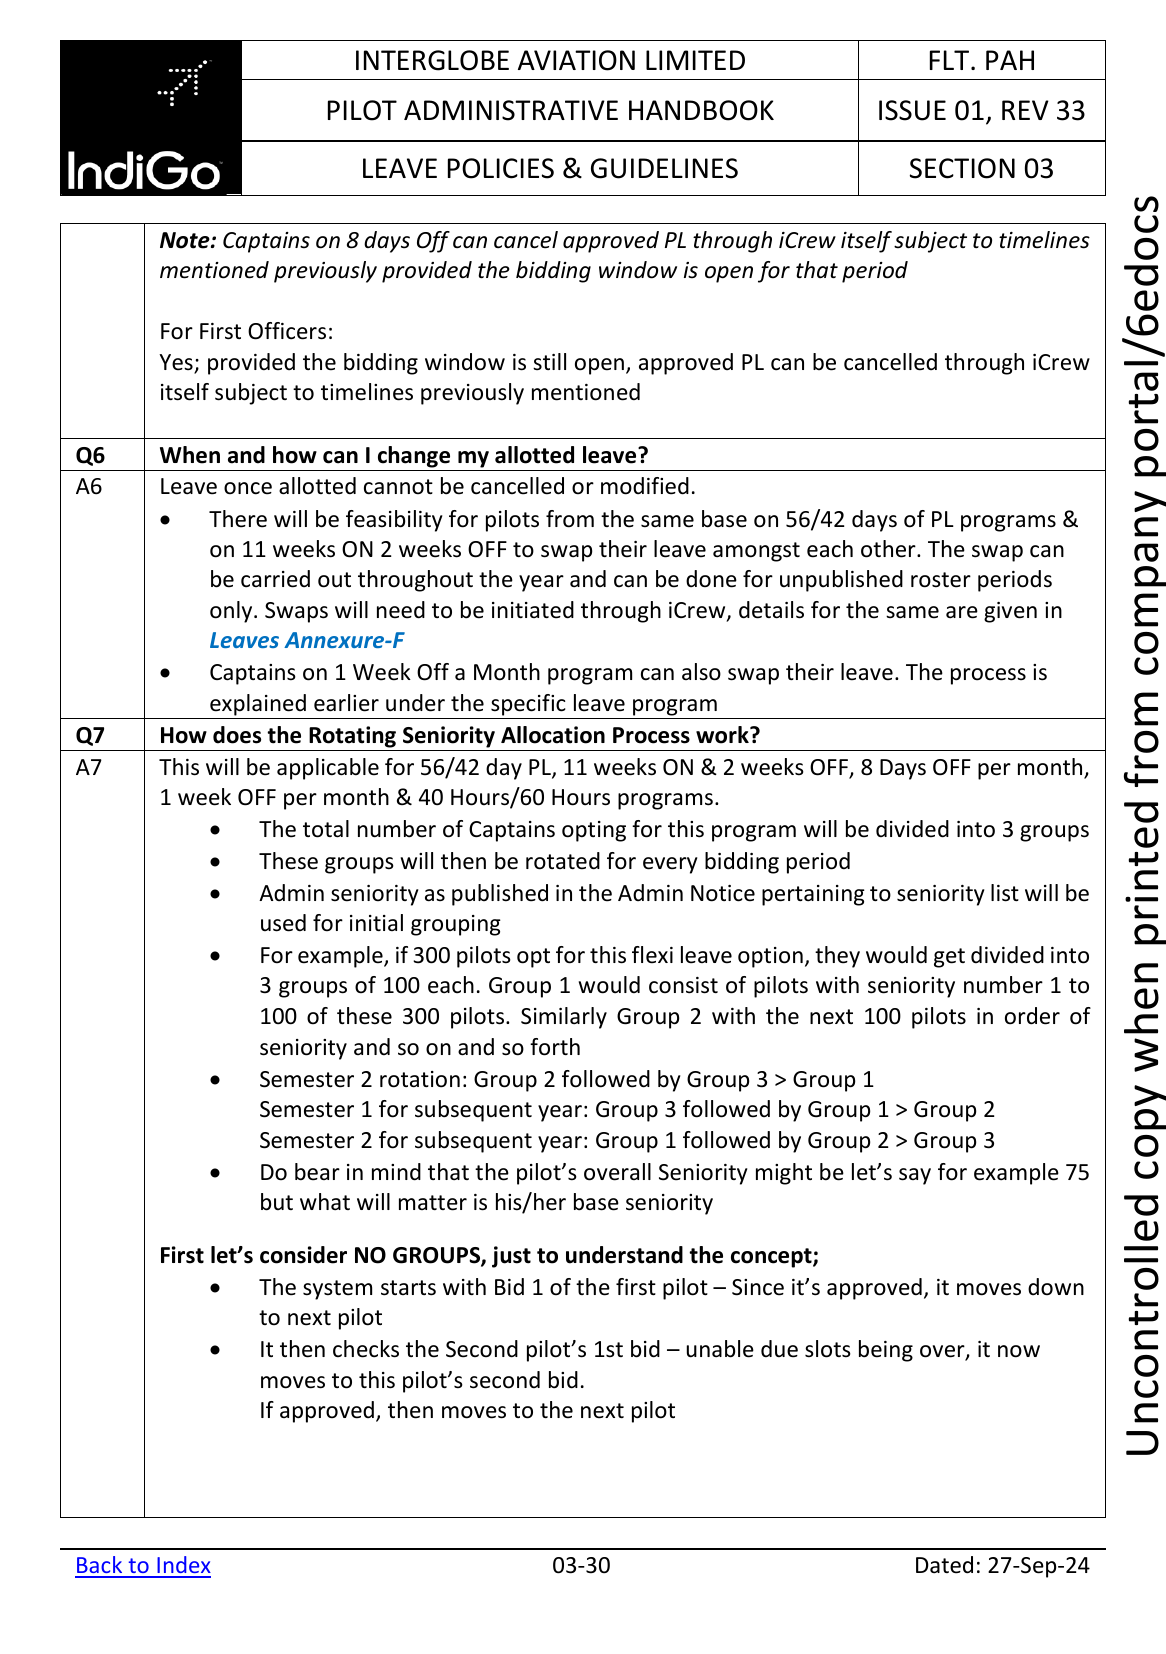 INTERGLOBE AVIATION LIMITED
FLT. PAH
PILOT ADMINISTRATIVE HANDBOOK
ISSUE 01, REV 33
IndiGo
LEAVE POLICIES & GUIDELINES
SECTION 03
Note: Captains on 8 days Off can cancel approved PL through iCrew itself subject to timelines
mentioned previously provided the bidding window is open for that period
For First Officers:
Yes; provided the bidding window is still open, approved PL can be cancelled through iCrew
itself subject to timelines previously mentioned
Q6 When and how can I change my allotted leave?
A6 Leave once allotted cannot be cancelled or modified.
• There will be feasibility for pilots from the same base on 56/42 days of PL programs &
on 11 weeks ON 2 weeks OFF to swap their leave amongst each other. The swap can
be carried out throughout the year and can be done for unpublished roster periods
only. Swaps will need to be initiated through iCrew, details for the same are given in
Leaves Annexure-F
• Captains on 1 Week Off a Month program can also swap their leave. The process is
explained earlier under the specific leave program
Q7 How does the Rotating Seniority Allocation Process work?
A7 This will be applicable for 56/42 day PL, 11 weeks ON & 2 weeks OFF, 8 Days OFF per month,
1 week OFF per month & 40 Hours/60 Hours programs.
• The total number of Captains opting for this program will be divided into 3 groups
• These groups will then be rotated for every bidding period
• Admin seniority as published in the Admin Notice pertaining to seniority list will be
used for initial grouping
• For example, if 300 pilots opt for this flexi leave option, they would get divided into
3 groups of 100 each. Group 1 would consist of pilots with seniority number 1 to
100 of these 300 pilots. Similarly Group 2 with the next 100 pilots in order of
seniority and so on and so forth
• Semester 2 rotation: Group 2 followed by Group 3 > Group 1
Semester 1 for subsequent year: Group 3 followed by Group 1 > Group 2
Semester 2 for subsequent year: Group 1 followed by Group 2 > Group 3
• Do bear in mind that the pilot’s overall Seniority might be let’s say for example 75
but what will matter is his/her base seniority
First let’s consider NO GROUPS, just to understand the concept;
• The system starts with Bid 1 of the first pilot – Since it’s approved, it moves down
to next pilot
• It then checks the Second pilot’s 1st bid – unable due slots being over, it now
moves to this pilot’s second bid.
If approved, then moves to the next pilot
Back to Index
03-30
Dated: 27-Sep-24
Uncontrolled copy when printed from company portal/6edocs